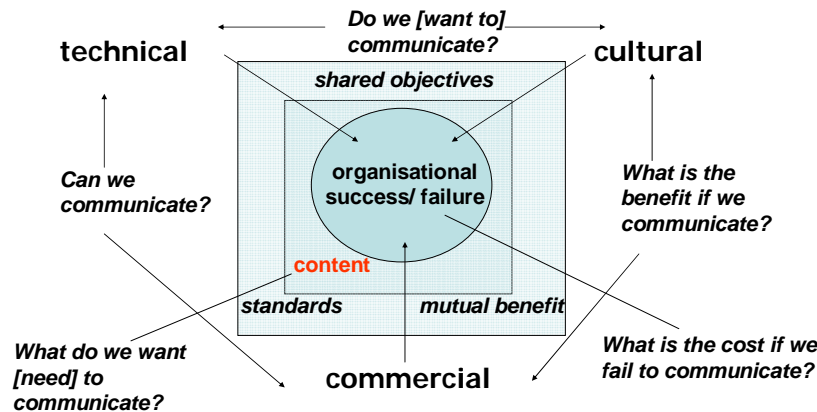 Do we [want to]
communicate?
technical
cultural
shared objectives
organisational
success/ failure
Can we
communicate?
What is the
benefit if we
communicate?
content
standards
mutual benefit
What do we want
[need] to
communicate?
commercial
What is the cost if we
fail to communicate?